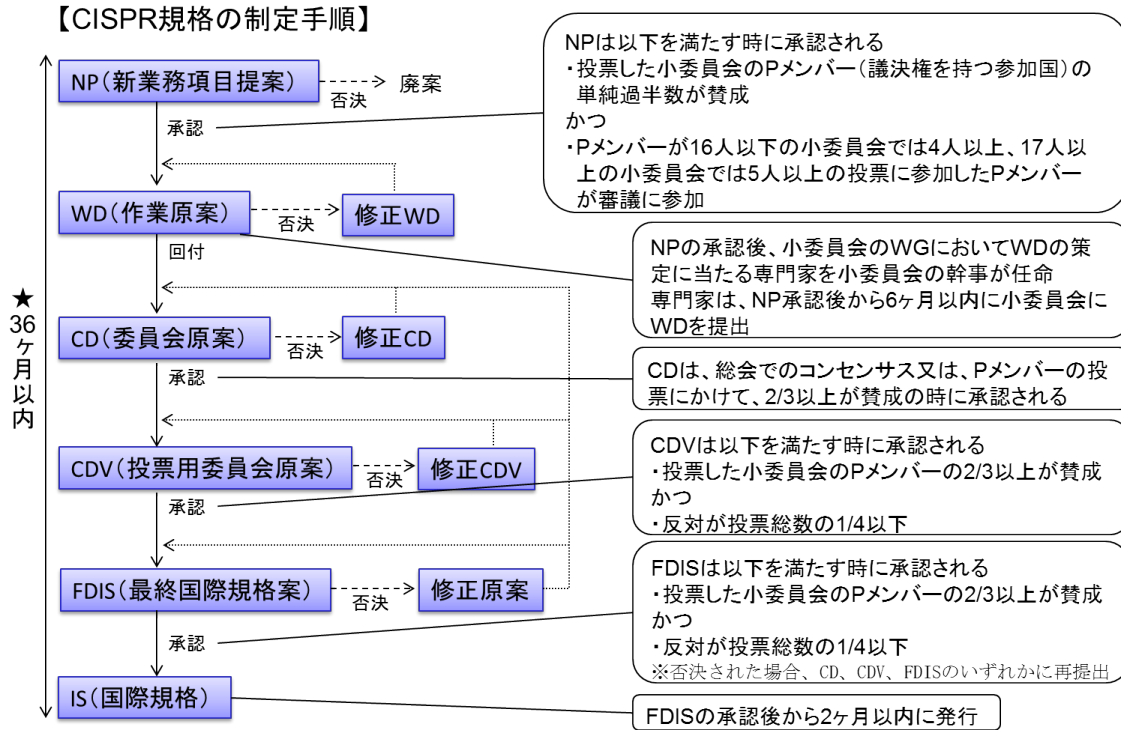 【CISPR規格の制定手順】
★36ヶ月以内
NP(新業務項目提案)
否決
廃案
承認
NPは以下を満たす時に承認される
・投票した小委員会のPメンバー(議決権を持つ参加国)の
単純過半数が賛成
かつ
・Pメンバーが16人以下の小委員会では4人以上、17人以
上の小委員会では5人以上の投票に参加したPメンバー
が審議に参加
WD(作業原案)
否決
修正WD
回付
NPの承認後、小委員会のWGにおいてWDの策
定に当たる専門家を小委員会の幹事が任命
専門家は、NP承認後から6ヶ月以内に小委員会に
WDを提出
CD(委員会原案)
否決
修正CD
承認
CDは、総会でのコンセンサス又は、Pメンバーの投
票にかけて、2/3以上が賛成の時に承認される
CDV(投票用委員会原案)
否決
修正CDV
承認
CDVは以下を満たす時に承認される
・投票した小委員会のPメンバーの2/3以上が賛成
かつ
・反対が投票総数の1/4以下
FDIS(最終国際規格案)
否決
修正原案
承認
FDISは以下を満たす時に承認される
・投票した小委員会のPメンバーの2/3以上が賛成
かつ
・反対が投票総数の1/4以下
※否決された場合、CD、CDV、FDISのいずれかに再提出
IS(国際規格)
FDISの承認後から2ヶ月以内に発行